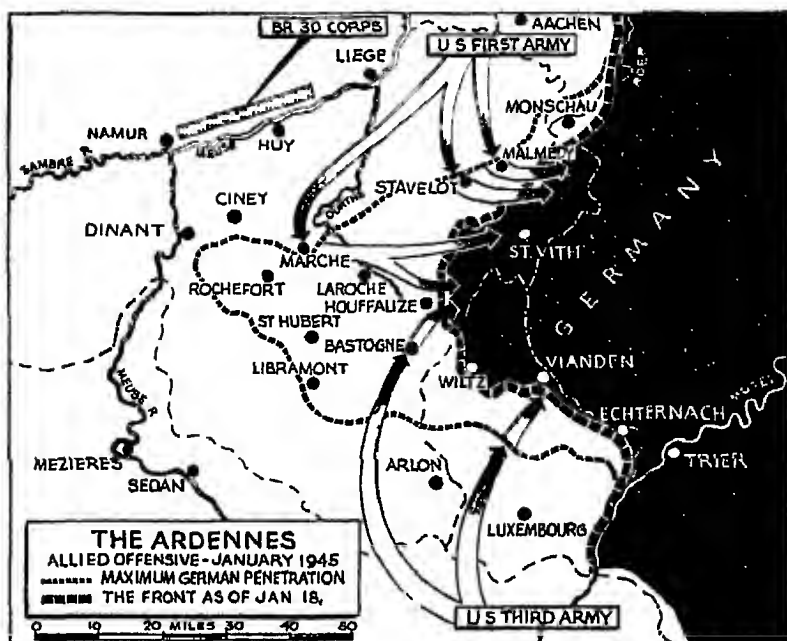 BR 30 CORPS
AACHEN
U S FIRST ARMY
LIEGE
ROER
MONSCHAU
NAMUR
HUY
MEUSE
MALMEDY
SAMBRE R
STAVELOT
CINEY
OURTHE
GERMANY
DINANT
MARCHE
ST. VITH
ROCHEFORT
LAROCHE
HOUFFALIZE
ST HUBERT
BASTOGNE
LIBRAMONT
WILTZ
VIANDEN
MEUSE R
ECHTERNACH
MEZIERES
SEDAN
ARLON
TRIER
LUXEMBOURG
THE ARDENNES
ALLIED OFFENSIVE - JANUARY 1945
MAXIMUM GERMAN PENETRATION
THE FRONT AS OF JAN 18.
MILES
0 10 20 30 40
U S THIRD ARMY